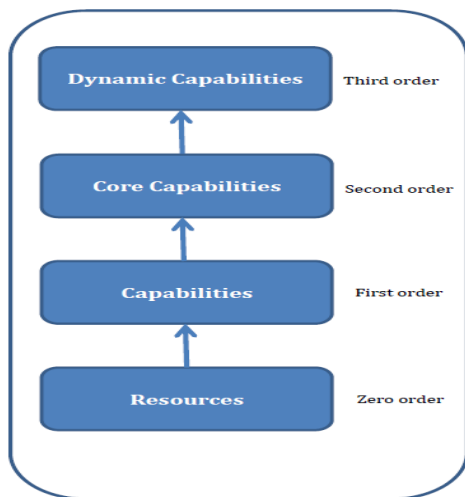 Dynamic Capabilities Third order
Core Capabilities Second order
Capabilities First order
Resources Zero order